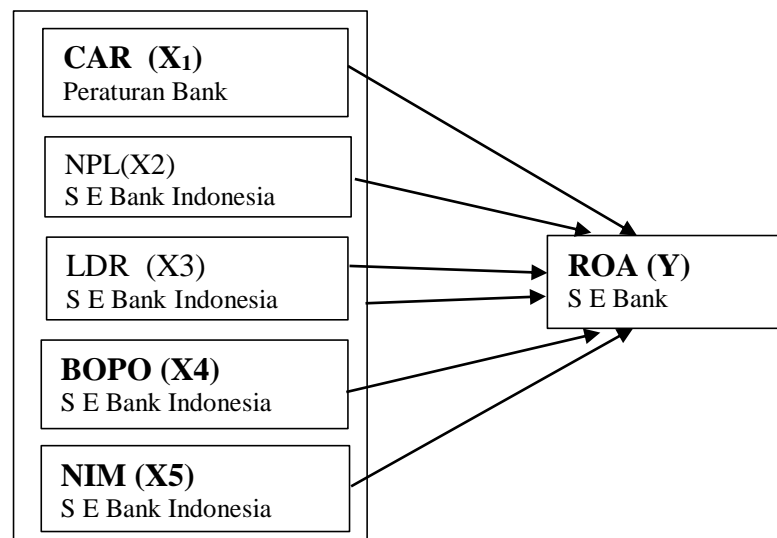 CAR (X₁)
Peraturan Bank
NPL(X2)
S E Bank Indonesia
LDR (X3)
S E Bank Indonesia
BOPO (X4)
S E Bank Indonesia
NIM (X5)
S E Bank Indonesia
ROA (Y)
S E Bank